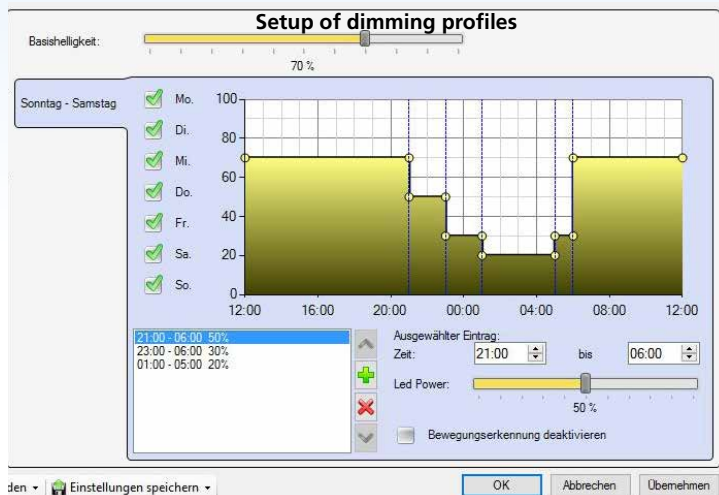 Setup of dimming profiles
Basishelligkeit:
70 %
Sonntag - Samstag
Mo.
Di.
Mi.
Do.
Fr.
Sa.
So.
100
80
60
40
20
0
12:00 16:00 20:00 00:00 04:00 08:00 12:00
21:00 - 06:00 50%
23:00 - 06:00 30%
01:00 - 05:00 20%
Ausgewählter Eintrag:
Zeit: 21:00 bis 06:00
Led Power:
50 %
Bewegungserkennung deaktivieren
den Einstellungen speichern OK Abbrechen Übernehmen